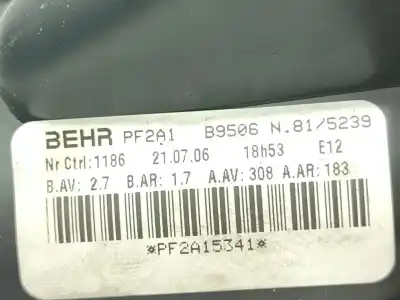 BEHR PF2A1 B9506 N.81/5239
Nr Ctrl:1186 21.07.06 18h53 E12
B.AV: 2.7 B.AR: 1.7 A.AV: 308 A.AR: 183
*PF2A15341*